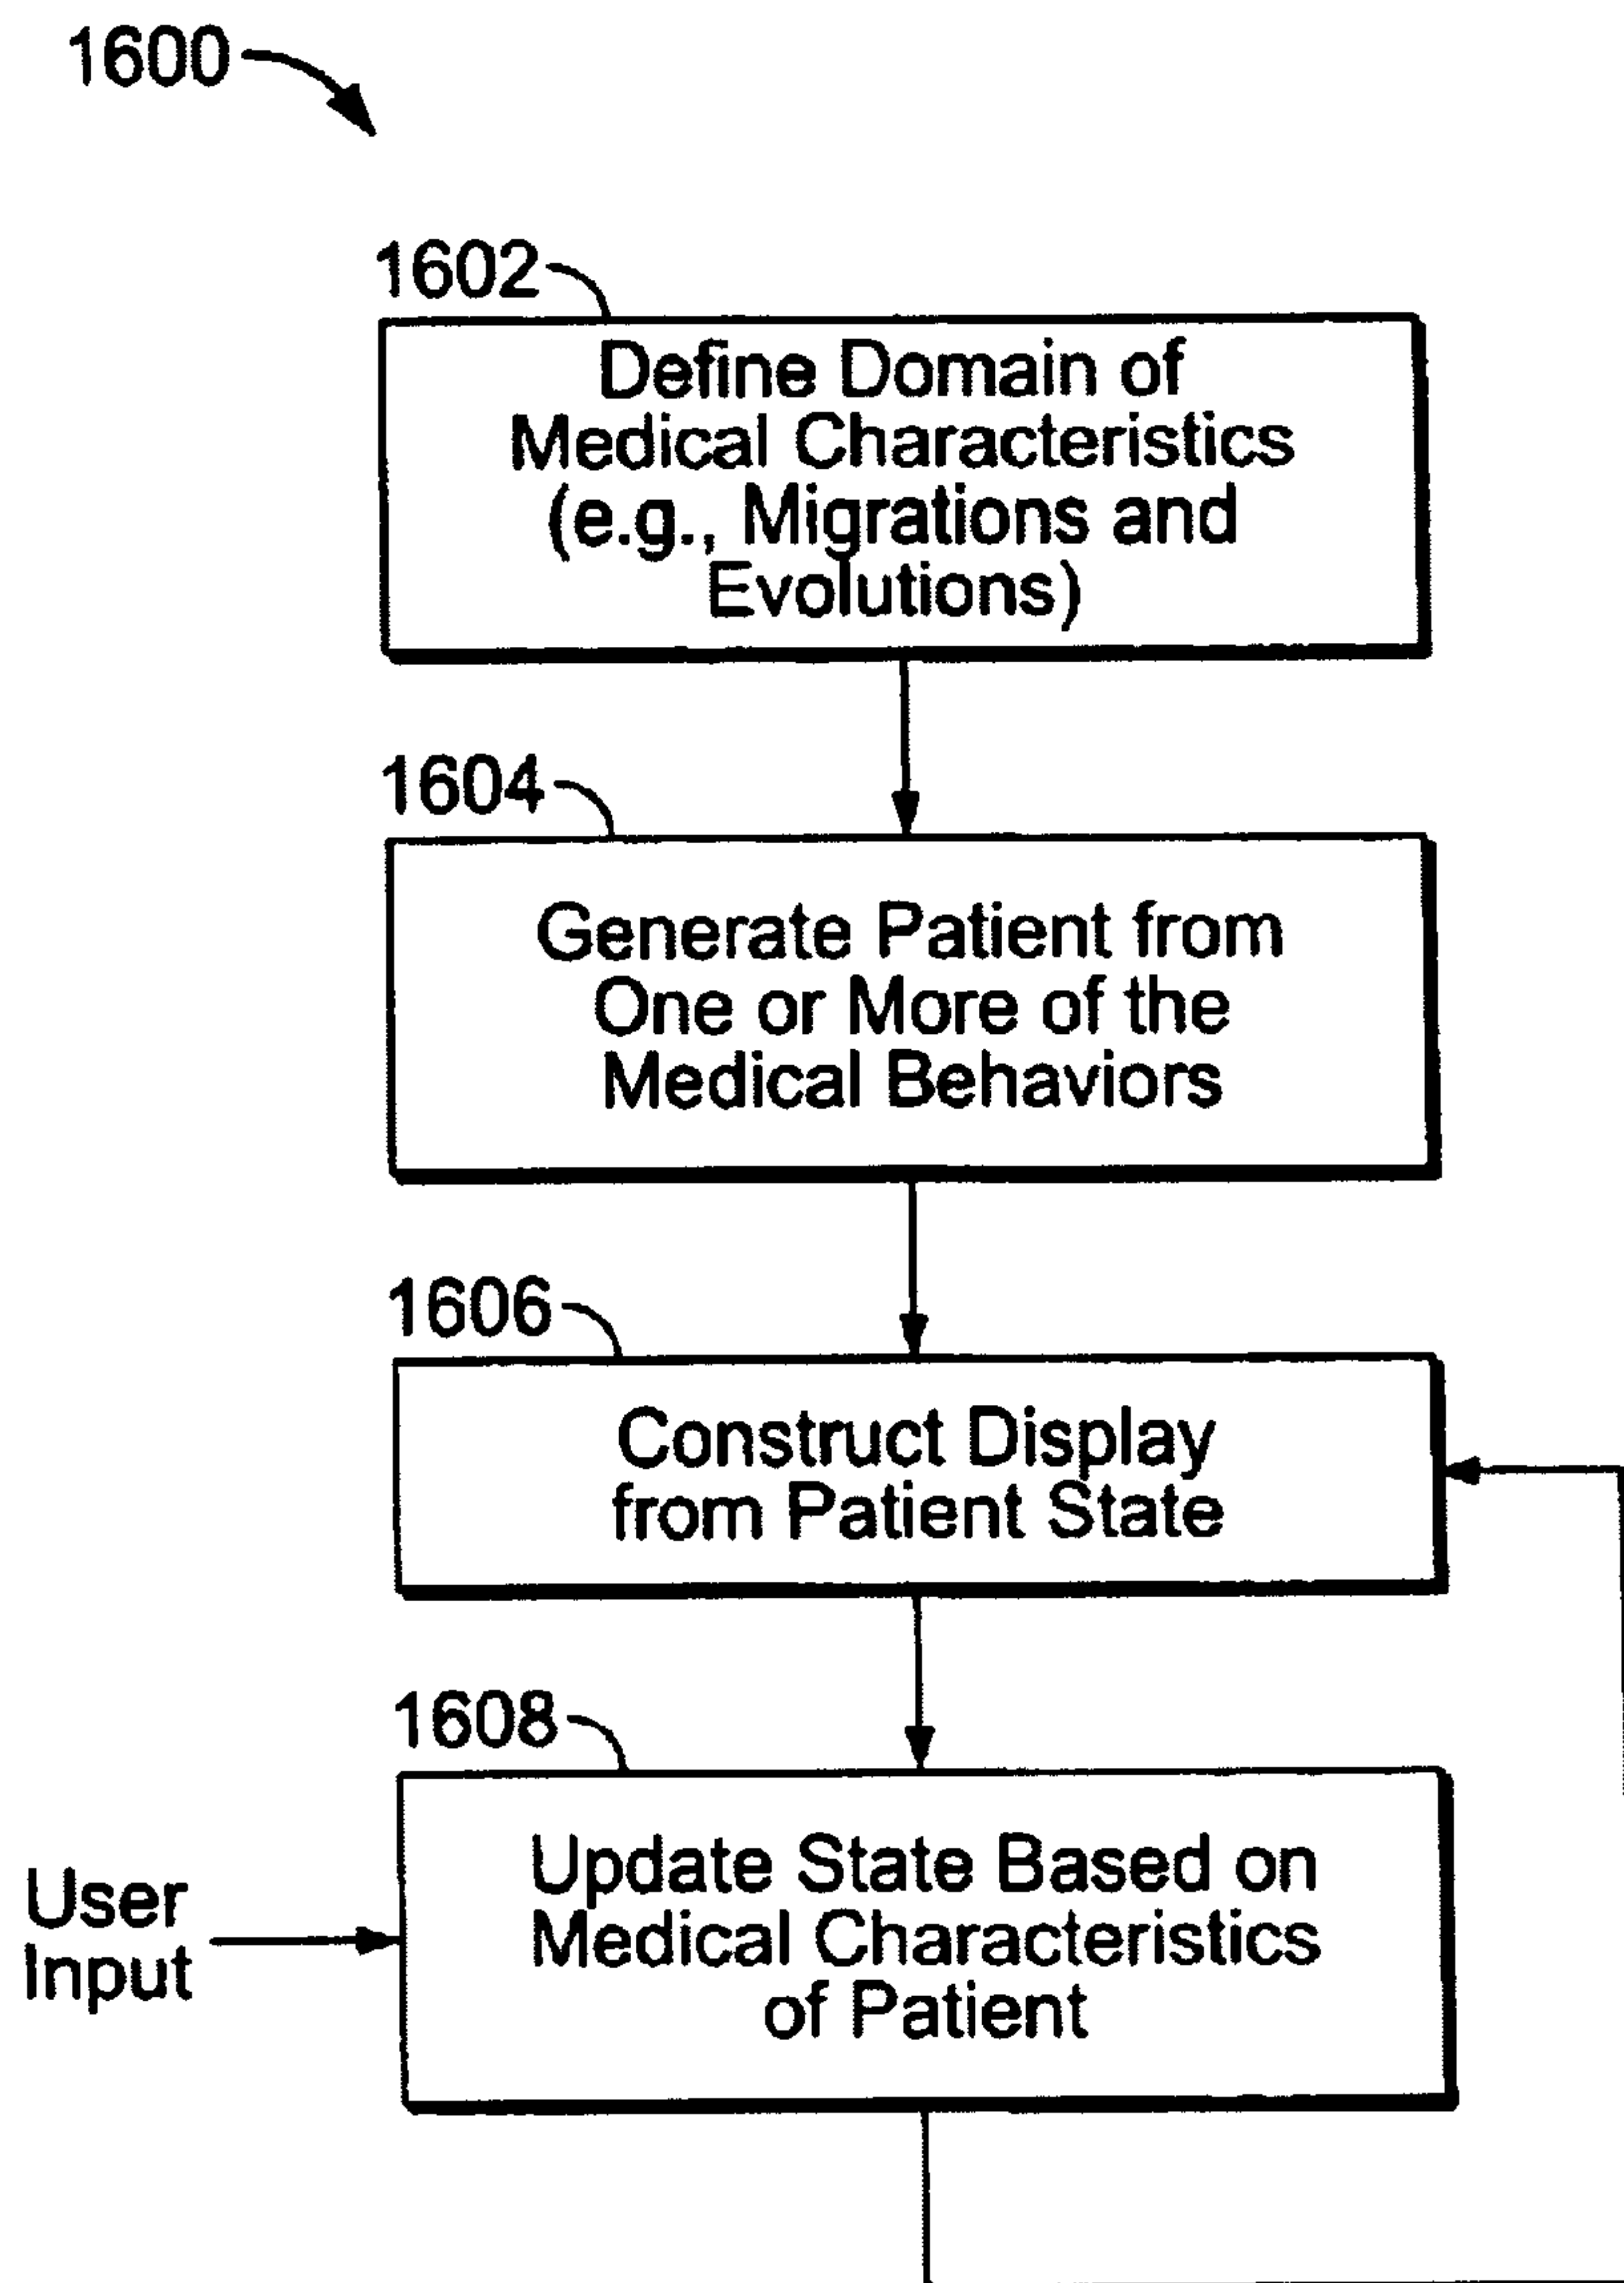 1600
1602
Define Domain of
Medical Characteristics
(e.g., Migrations and
Evolutions)
1604
Generate Patient from
One or More of the
Medical Behaviors
1606
Construct Display
from Patient State
1608
Update State Based on
Medical Characteristics
of Patient
User
Input